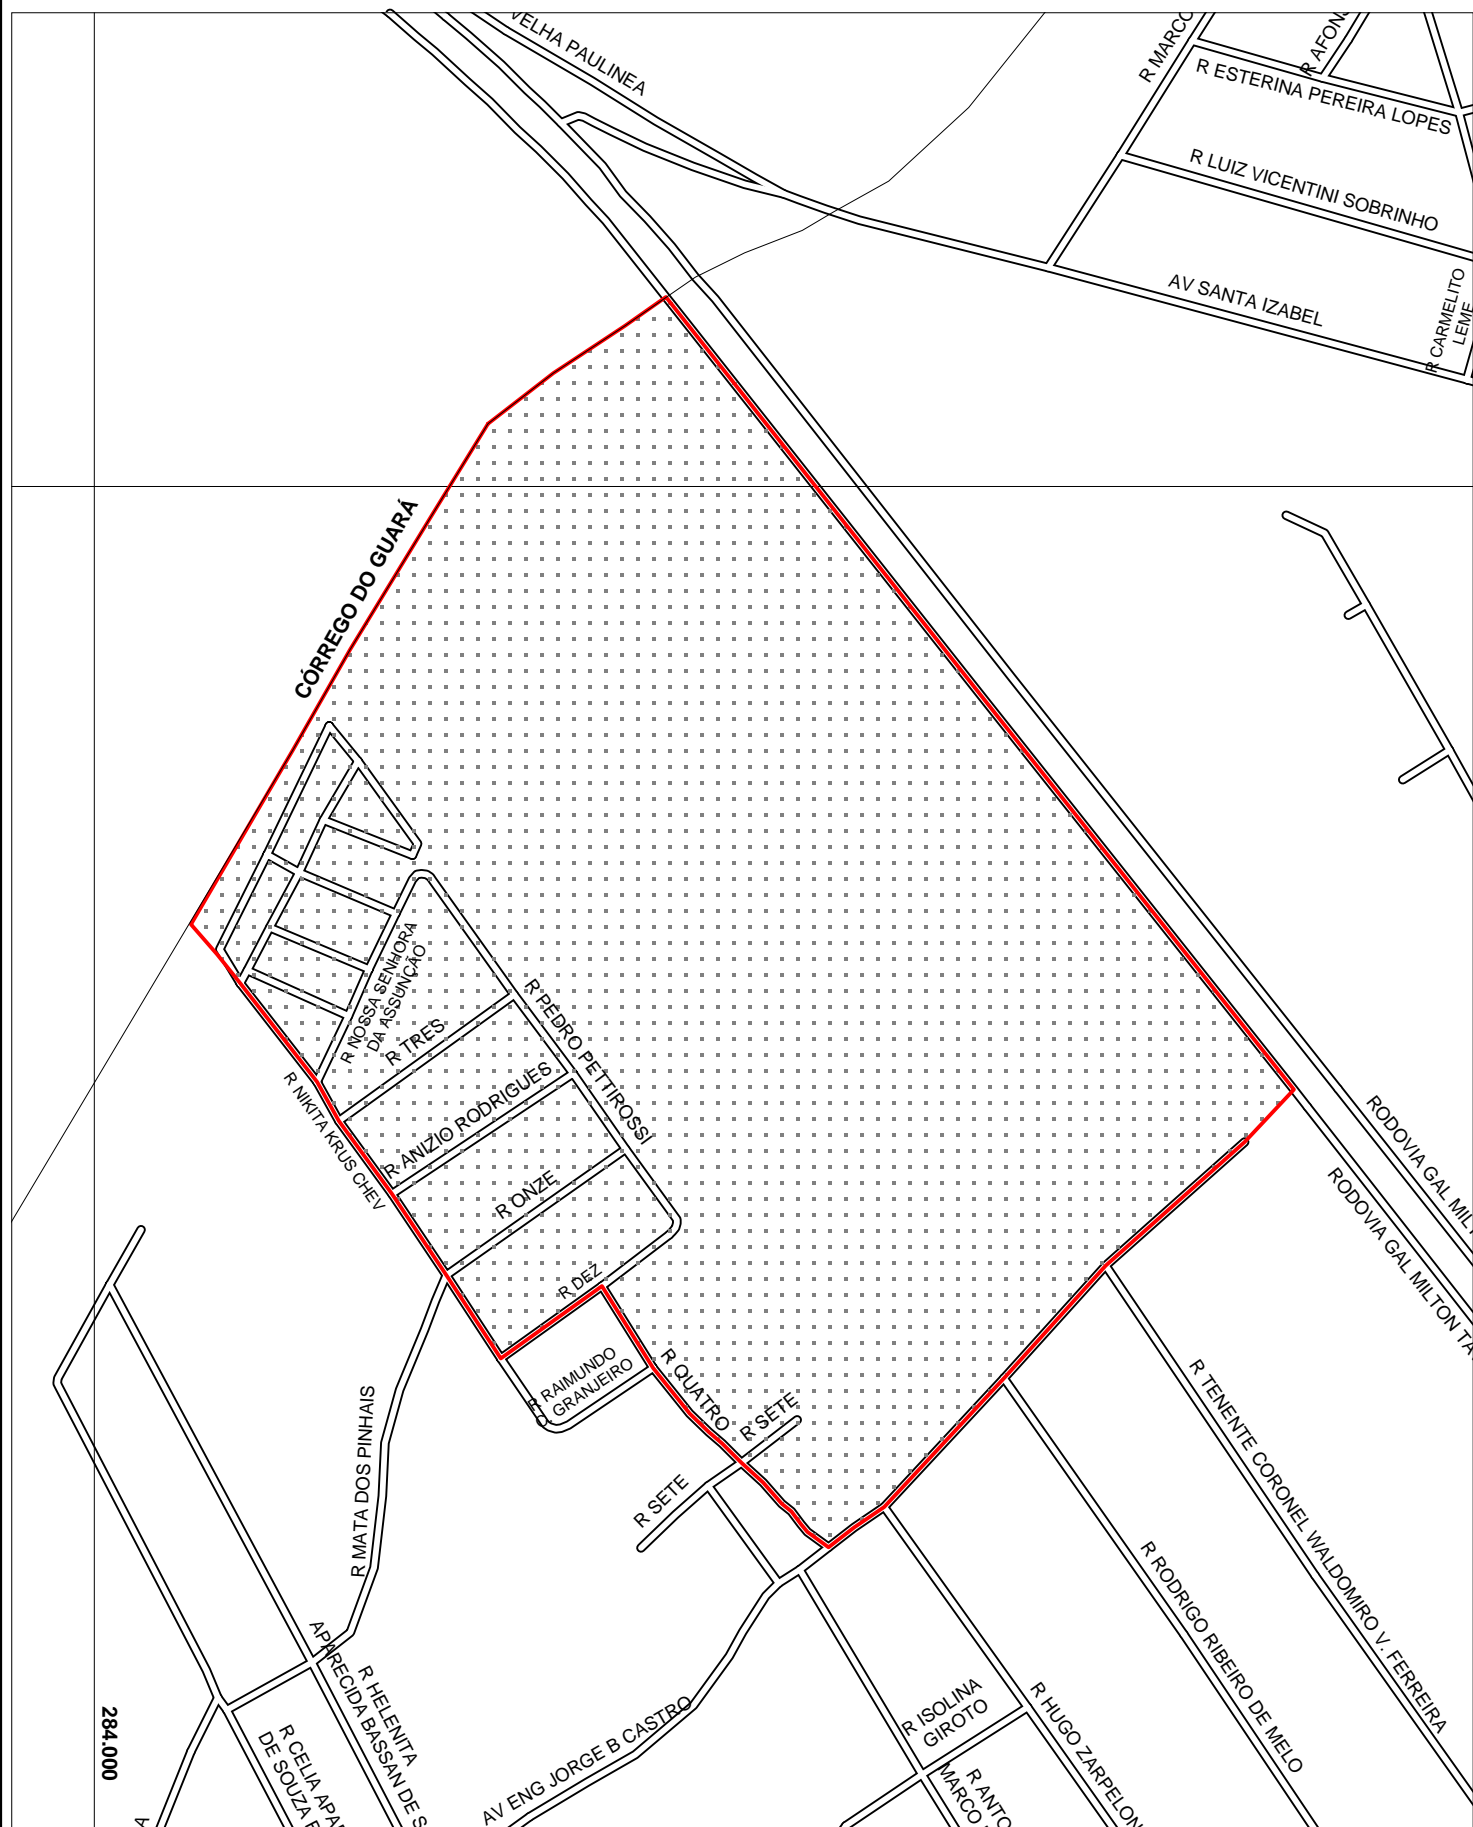 VELHA PAULINEA
R MARCO
R AFONS
R ESTERINA PEREIRA LOPES
R LUIZ VICENTINI SOBRINHO
AV SANTA IZABEL
R CARMELITO
LEME
CÓRREGO DO GUARÁ
R NOSSA SENHORA
DA ASSUNÇÃO
R PEDRO PETTIROSSI
R TRES
R ANIZIO RODRIGUES
R NIKITA KRUS CHEV
R ONZE
R DEZ
RODOVIA GAL MILT
RODOVIA GAL MILTON TA
R RAIMUNDO
O. GRANJEIRO
R QUATRO
R SETE
R SETE
R MATA DOS PINHAIS
R TENENTE CORONEL WALDOMIRO V. FERREIRA
R RODRIGO RIBEIRO DE MELO
R HELENITA
APARECIDA BASSAN DE S
R CELIA APAR
DE SOUZA
284.000
AV ENG JORGE B CASTRO
R ISOLINA
GIROTO
R HUGO ZARPELON
R ANTO
MARCO